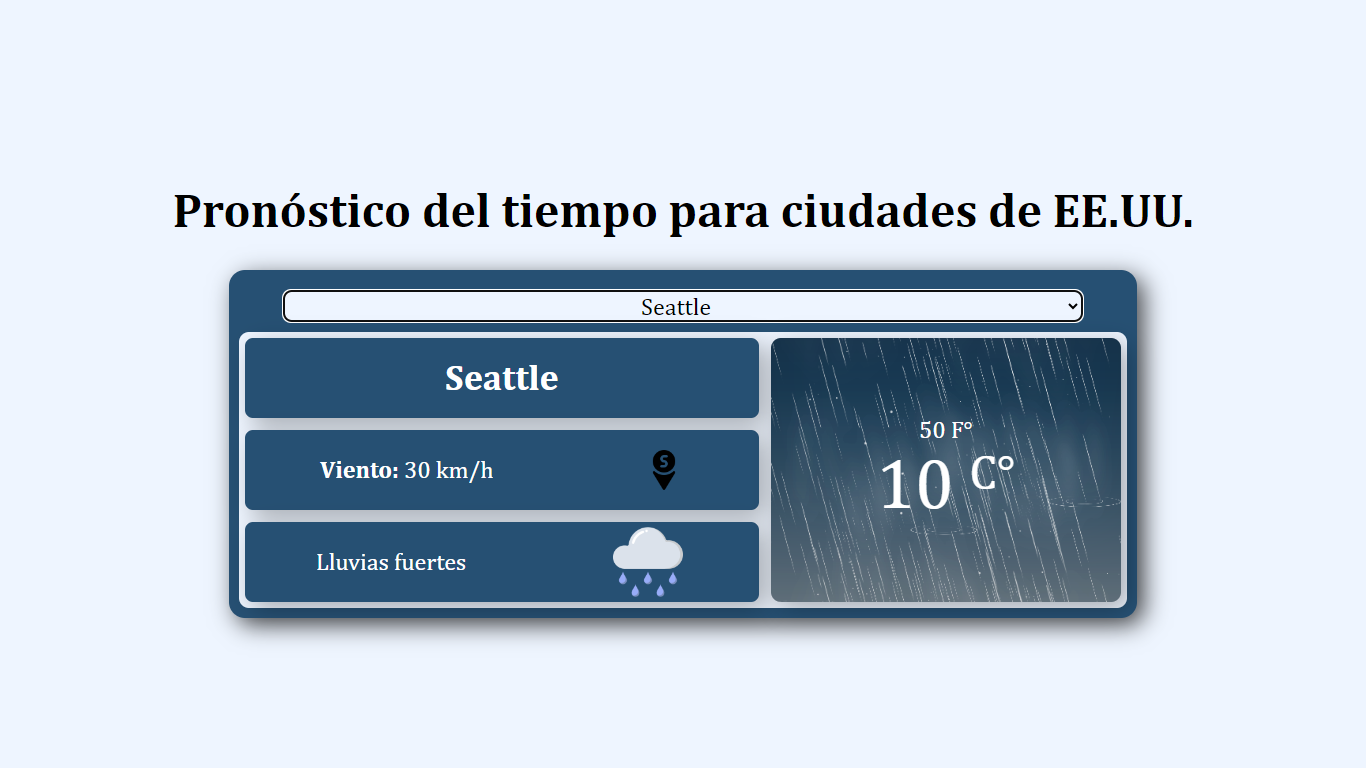 Pronóstico del tiempo para ciudades de EE.UU.
Seattle
Seattle
Viento: 30 km/h
S
Lluvias fuertes
50 F°
10 C°